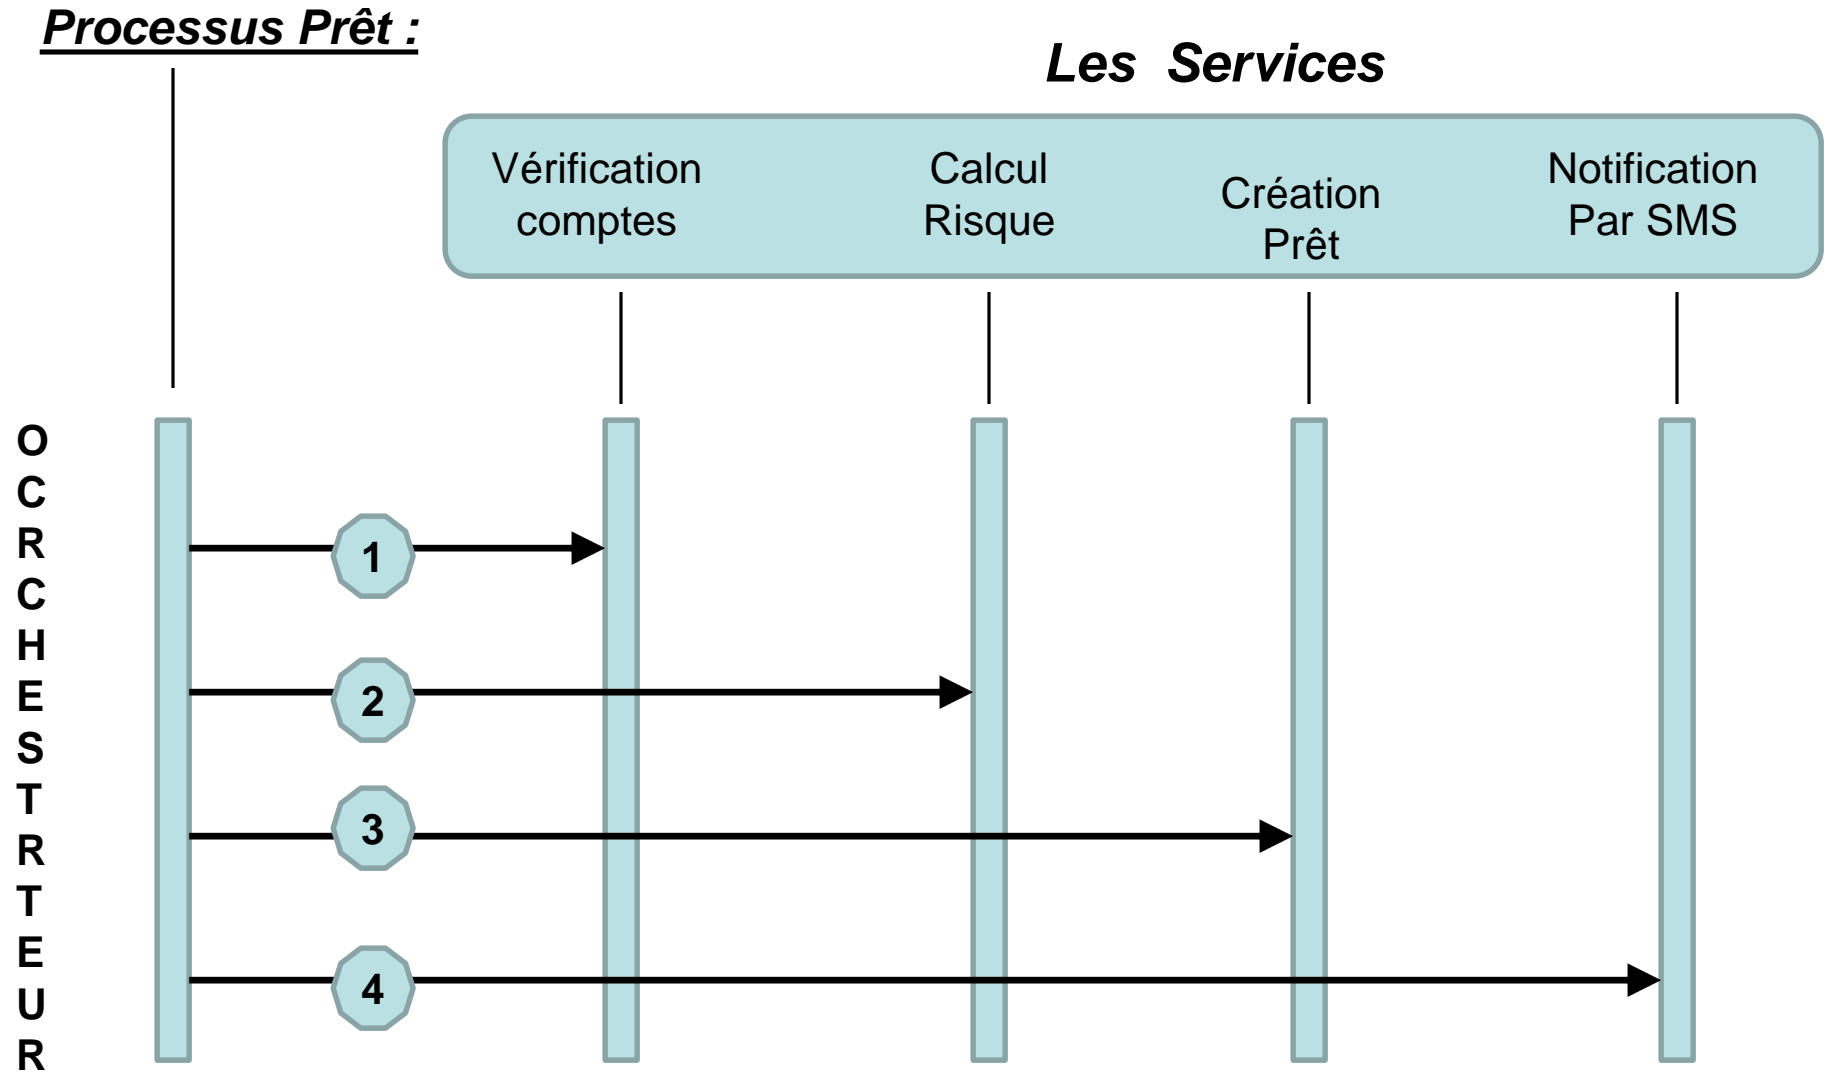 Processus Prêt :
Les Services
Vérification
comptes
Calcul
Risque
Création
Prêt
Notification
Par SMS
O
C
R
C
H
E
S
T
R
T
E
U
R
1
2
3
4